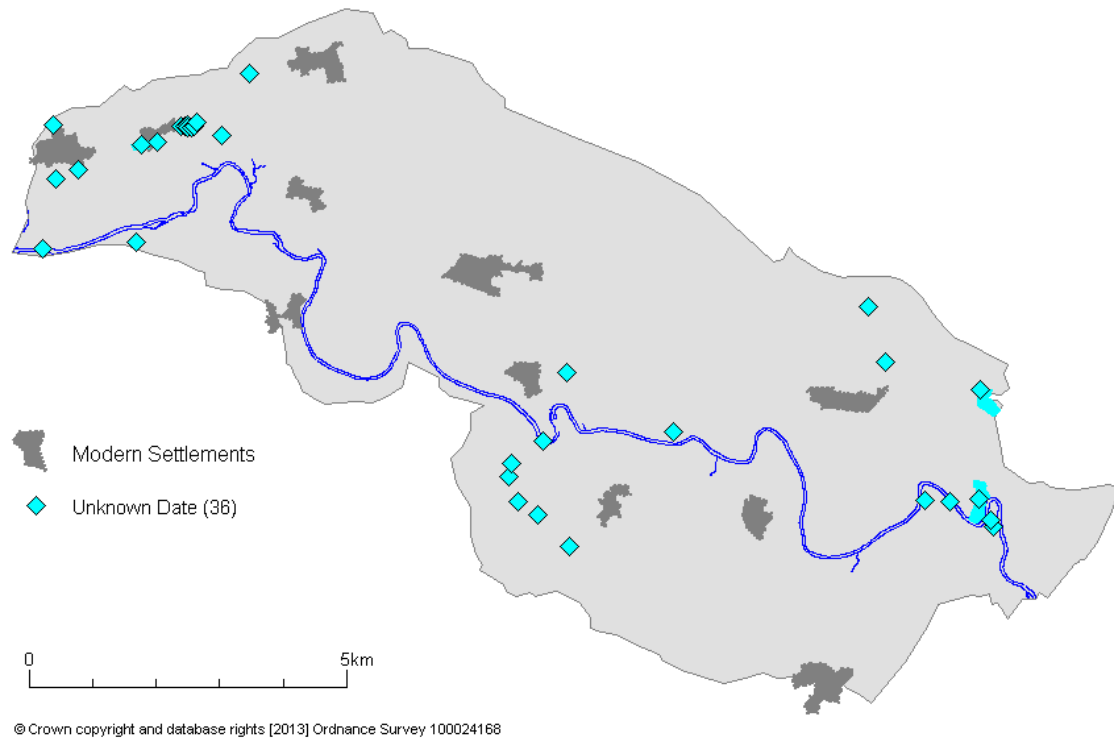 Modern Settlements
Unknown Date (36)
0 5km
© Crown copyright and database rights [2013] Ordnance Survey 100024168